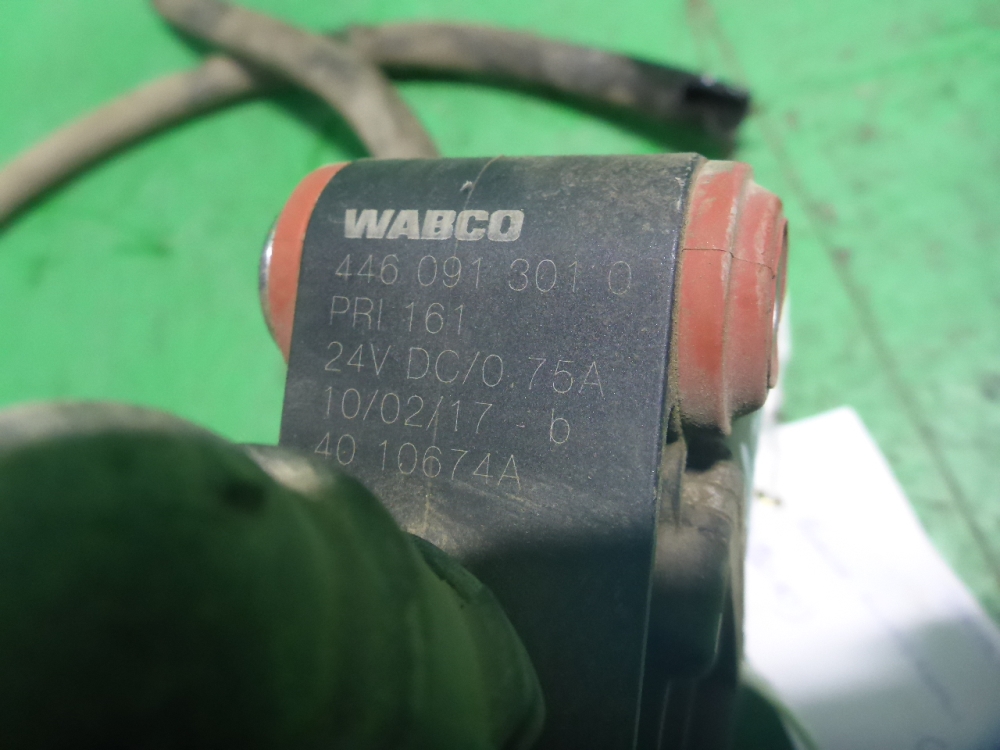 WABCO
446 091 301 0
PRI 161
24V DC/0.75A
10/02/17 - b
40 10674A